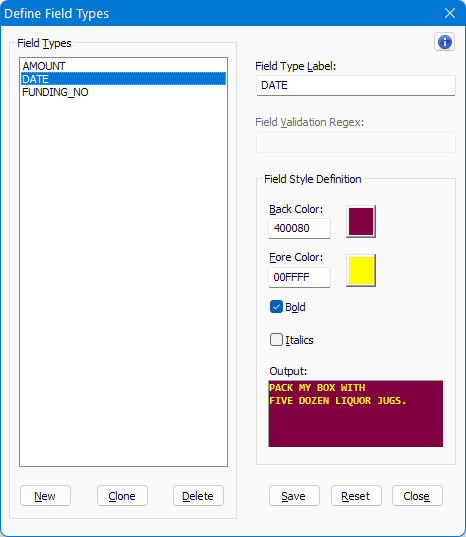 Define Field Types
Field Types
AMOUNT
DATE
FUNDING_NO
New
Clone
Delete
Field Type Label:
DATE
Field Validation Regex:
Field Style Definition
Back Color:
400080
Fore Color:
00FFFF
Bold
Italics
Output:
PACK MY BOX WITH
FIVE DOZEN LIQUOR JUGS.
Save
Reset
Close